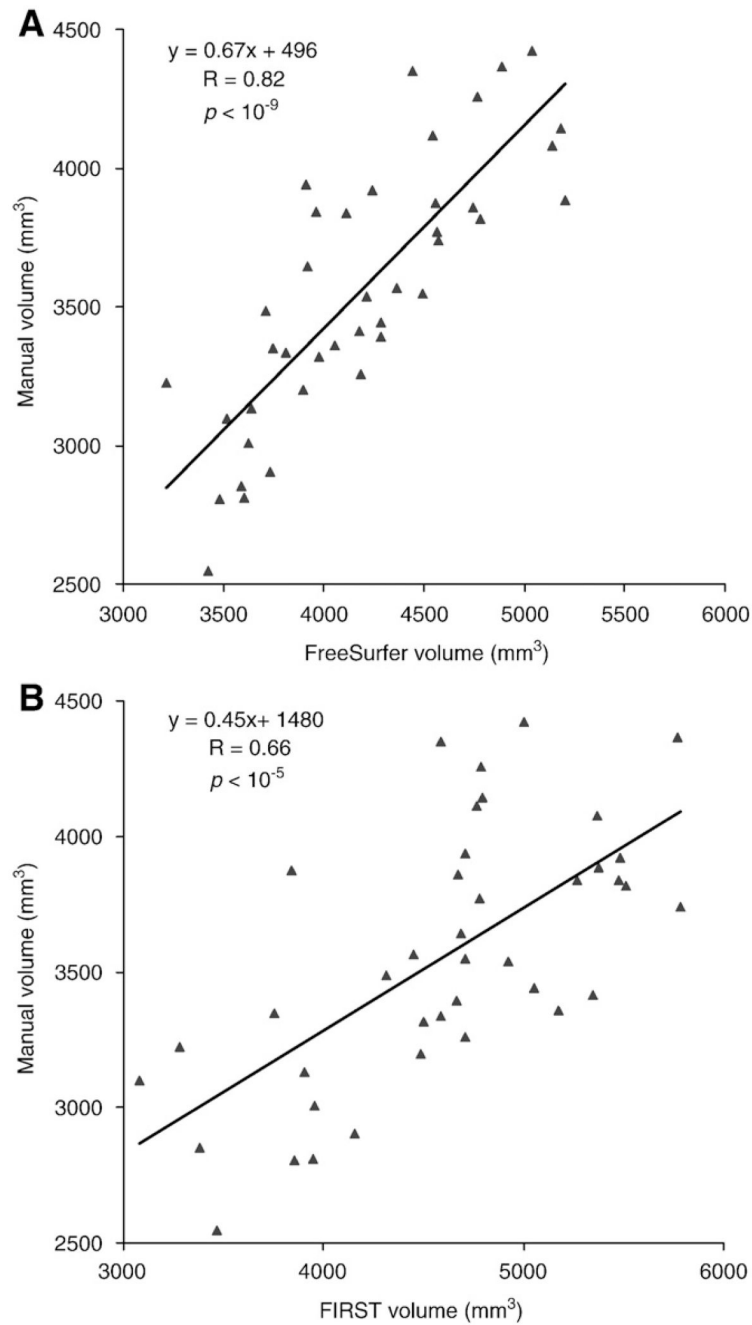 A
y = 0.67x + 496
R = 0.82
p < 10⁻⁹
4500
4000
3500
3000
2500
Manual volume (mm³)
3000 3500 4000 4500 5000 5500 6000
FreeSurfer volume (mm³)
B
y = 0.45x+ 1480
R = 0.66
p < 10⁻⁵
4500
4000
3500
3000
2500
Manual volume (mm³)
3000 4000 5000 6000
FIRST volume (mm³)